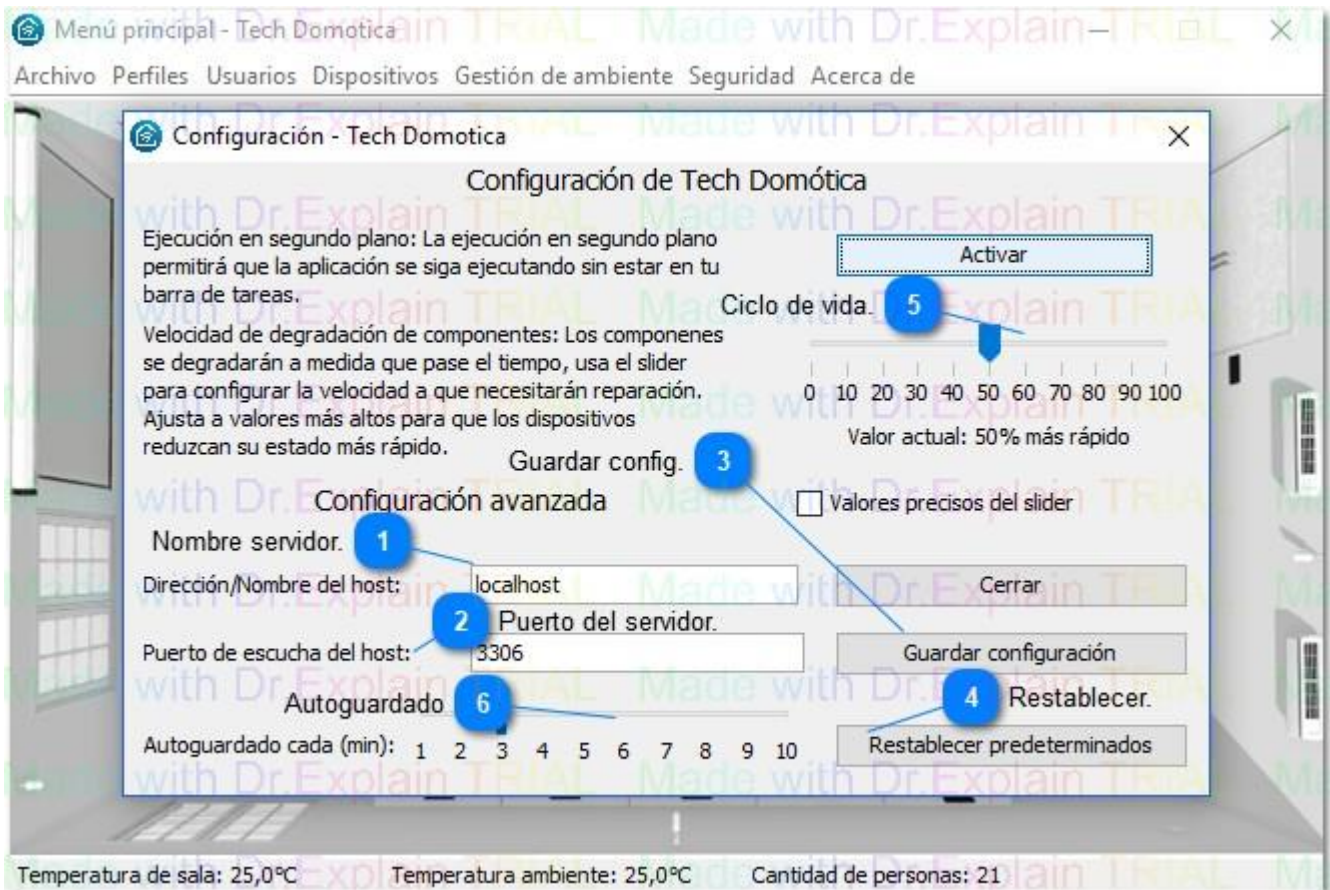 Menú principal - Tech Domotica
Archivo Perfiles Usuarios Dispositivos Gestión de ambiente Seguridad Acerca de
Configuración - Tech Domotica
Configuración de Tech Domótica
Ejecución en segundo plano: La ejecución en segundo plano
permitirá que la aplicación se siga ejecutando sin estar en tu
barra de tareas.
Activar
Ciclo de vida. 5
Velocidad de degradación de componentes: Los componenes
se degradarán a medida que pase el tiempo, usa el slider
para configurar la velocidad a que necesitarán reparación.
Ajusta a valores más altos para que los dispositivos
reduzcan su estado más rápido.
0 10 20 30 40 50 60 70 80 90 100
Valor actual: 50% más rápido
Guardar config. 3
Configuración avanzada
Valores precisos del slider
Nombre servidor. 1
Dirección/Nombre del host: localhost
Cerrar
2 Puerto del servidor.
Puerto de escucha del host: 3306
Guardar configuración
Autoguardado 6
4 Restablecer.
Autoguardado cada (min): 1 2 3 4 5 6 7 8 9 10
Restablecer predeterminados
Temperatura de sala: 25,0°C Temperatura ambiente: 25,0°C Cantidad de personas: 21
Made with Dr.Explain TRIAL